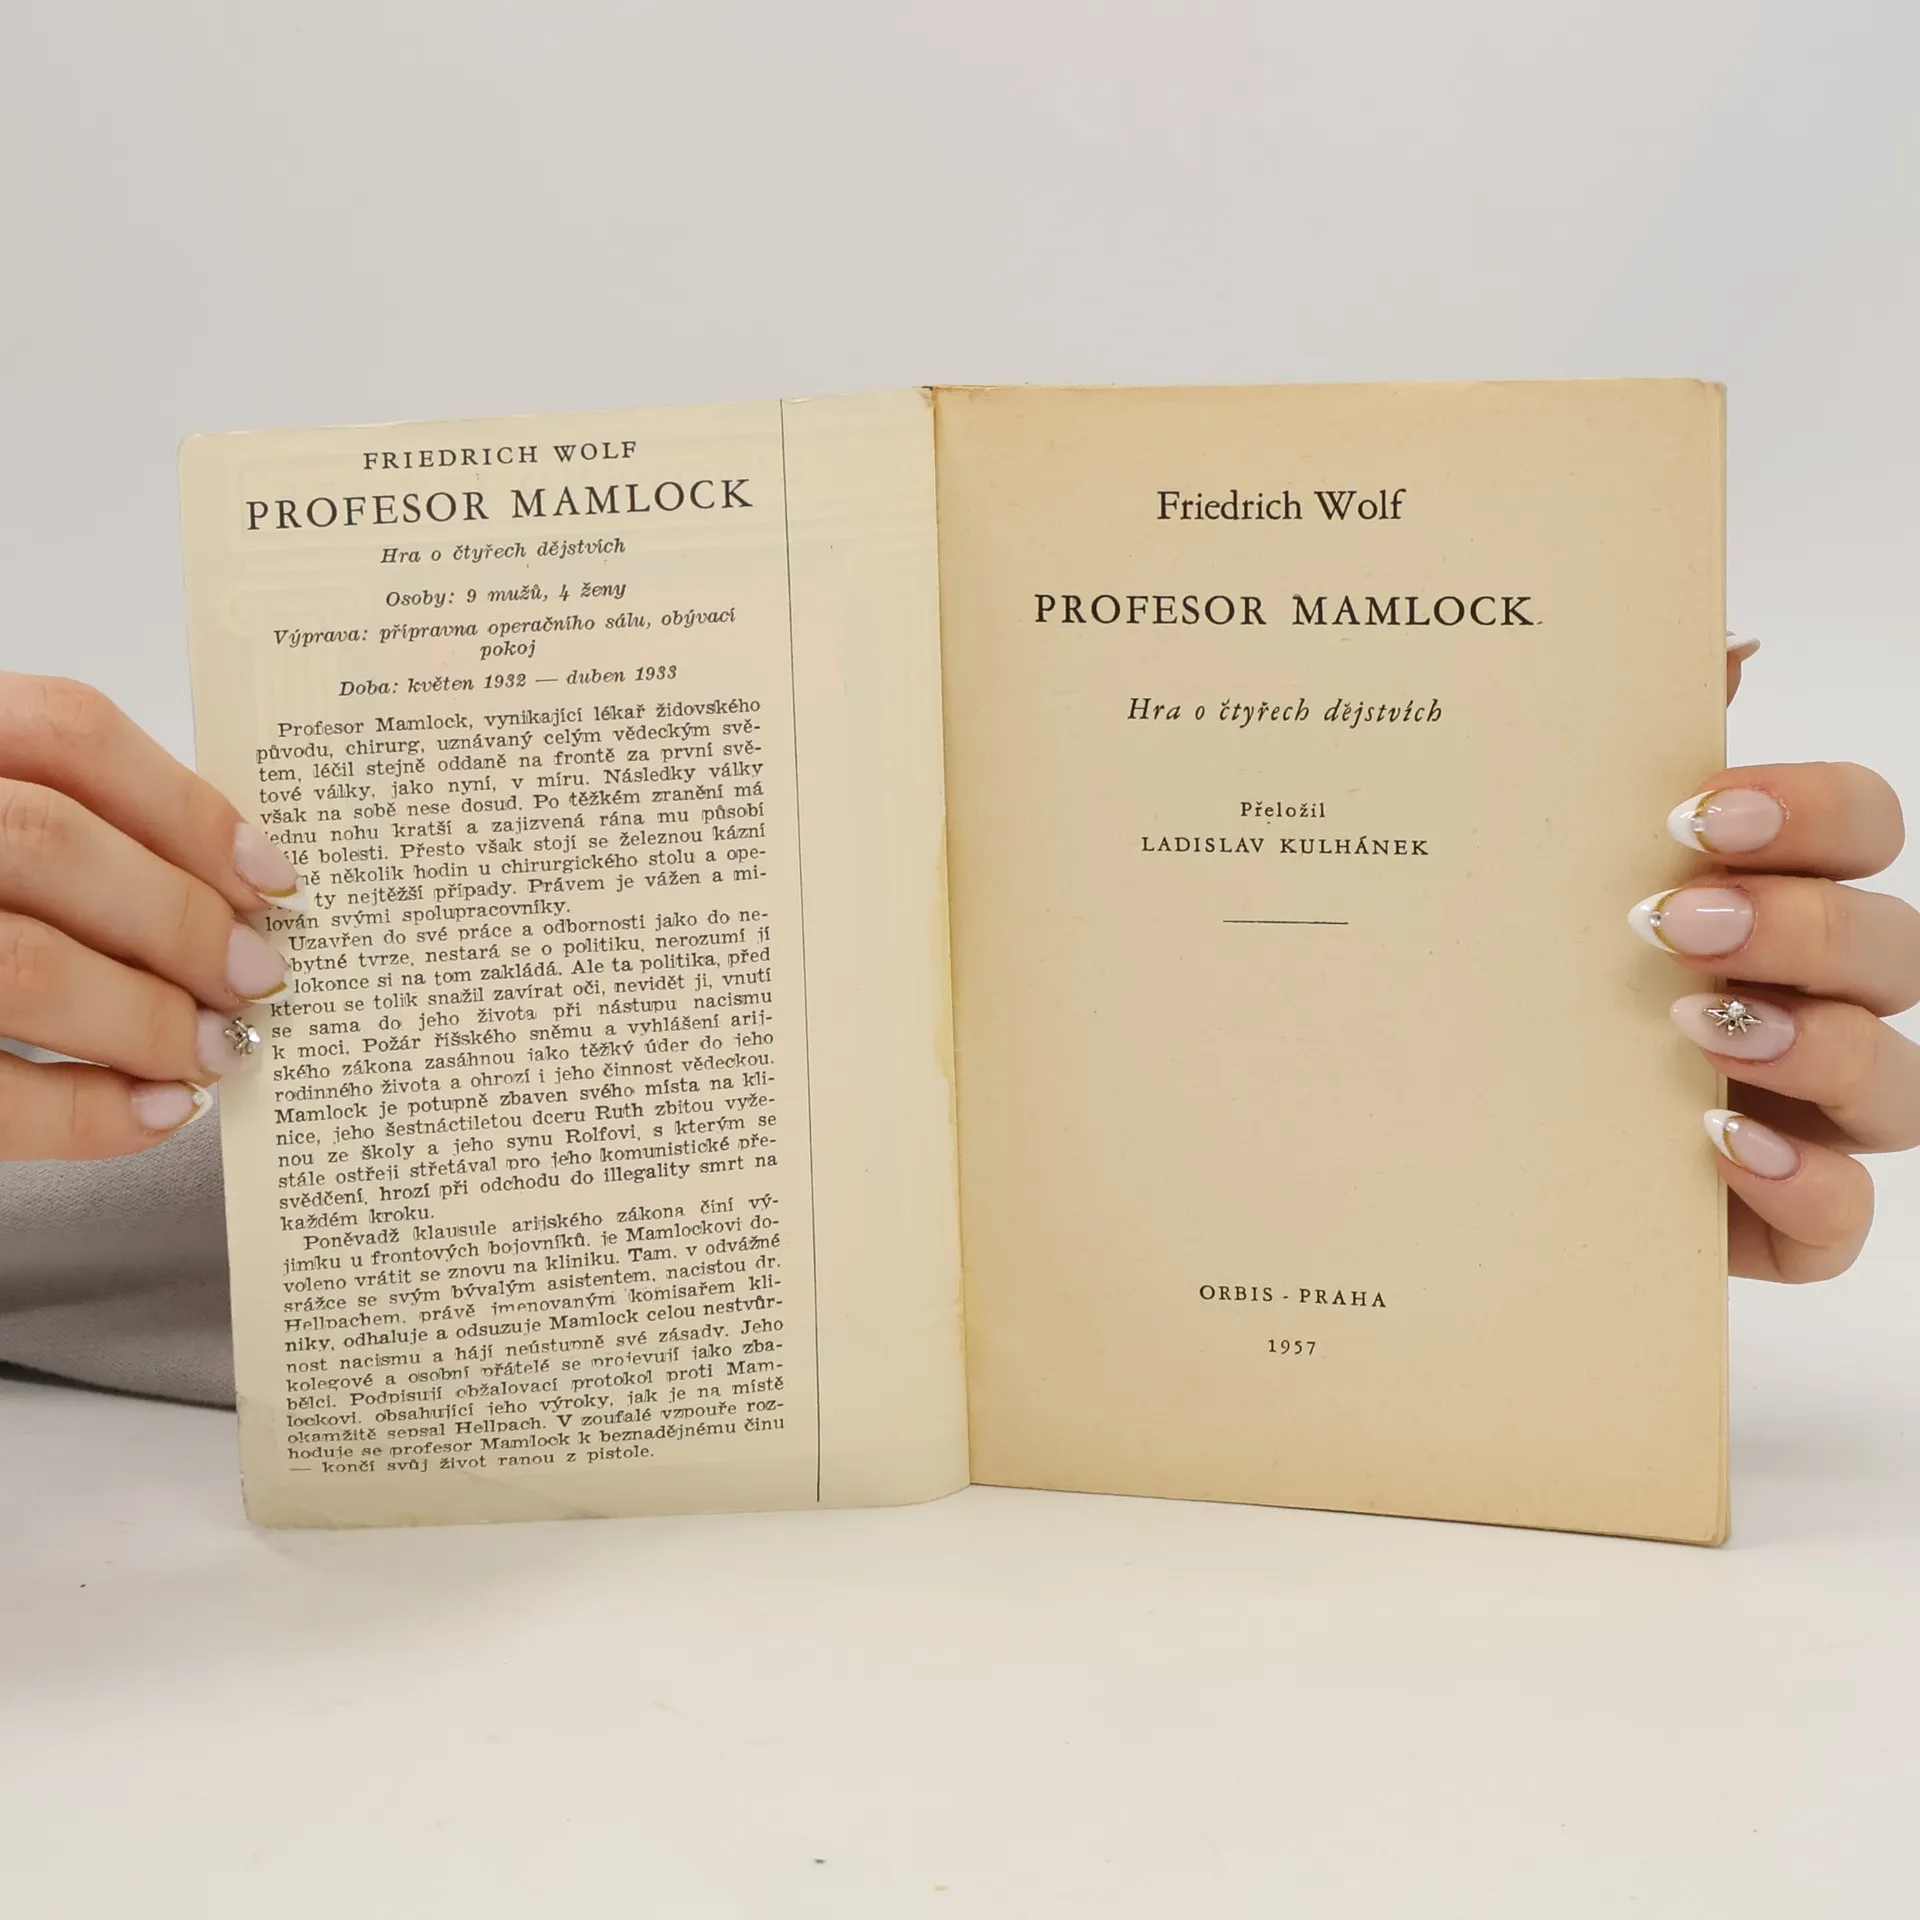 FRIEDRICH WOLF
PROFESOR MAMLOCK
Hra o čtyřech dějstvích
Osoby: 9 mužů, 4 ženy
Výprava: přípravna operačního sálu, obývací
pokoj
Doba: květen 1932 — duben 1933
Profesor Mamlock, vynikající lékař židovského
původu, chirurg, uznávaný celým vědeckým svě-
tem, léčil stejně oddaně na frontě za první svě-
tové války, jako nyní, v míru. Následky války
však na sobě nese dosud. Po těžkém zranění má
ednu nohu kratší a zajizvená rána mu působí
lé bolesti. Přesto však stojí se železnou kázní
ně několik hodin u chirurgického stolu a ope-
ty nejtěžší případy. Právem je vážen a mi-
lován svými spolupracovníky.
Uzavřen do své práce a odbornosti jako do ne-
bytné tvrze, nestará se o politiku, nerozumí jí
lokonce si na tom zakládá. Ale ta politika, před
kterou se tolik snažil zavírat oči, nevidět ji, vnutí
se sama do jeho života při nástupu nacismu
k moci. Požár říšského sněmu a vyhlášení arij-
ského zákona zasáhnou jako těžký úder do jeho
rodinného života a ohrozí i jeho činnost vědeckou.
Mamlock je potupně zbaven svého místa na kli-
nice, jeho šestnáctiletou dceru Ruth zbitou vyže-
nou ze školy a jeho synu Rolfovi, s kterým se
stále ostřeji střetával pro jeho komunistické pře-
svědčení, hrozí při odchodu do illegality smrt na
každém kroku.
Poněvadž klausule arijského zákona činí vý-
jimku u frontových bojovníků, je Mamlockovi do-
voleno vrátit se znovu na kliniku. Tam, v odvážné
srážce se svým bývalým asistentem, nacistou dr.
Hellpachem, právě jmenovaným komisařem kli-
niky, odhaluje a odsuzuje Mamlock celou nestvůr-
nost nacismu a hájí neústupně své zásady. Jeho
kolegové a osobní přátelé se projevují jako zba-
bělci. Podpisují obžalovací protokol proti Mam-
lockovi, obsahující jeho výroky, jak je na místě
okamžitě sepsal Hellpach. V zoufalé vzpouře roz-
hoduje se profesor Mamlock k beznadějnému činu
— končí svůj život ranou z pistole.
Friedrich Wolf
PROFESOR MAMLOCK
Hra o čtyřech dějstvích
Přeložil
LADISLAV KULHÁNEK
ORBIS - PRAHA
1957